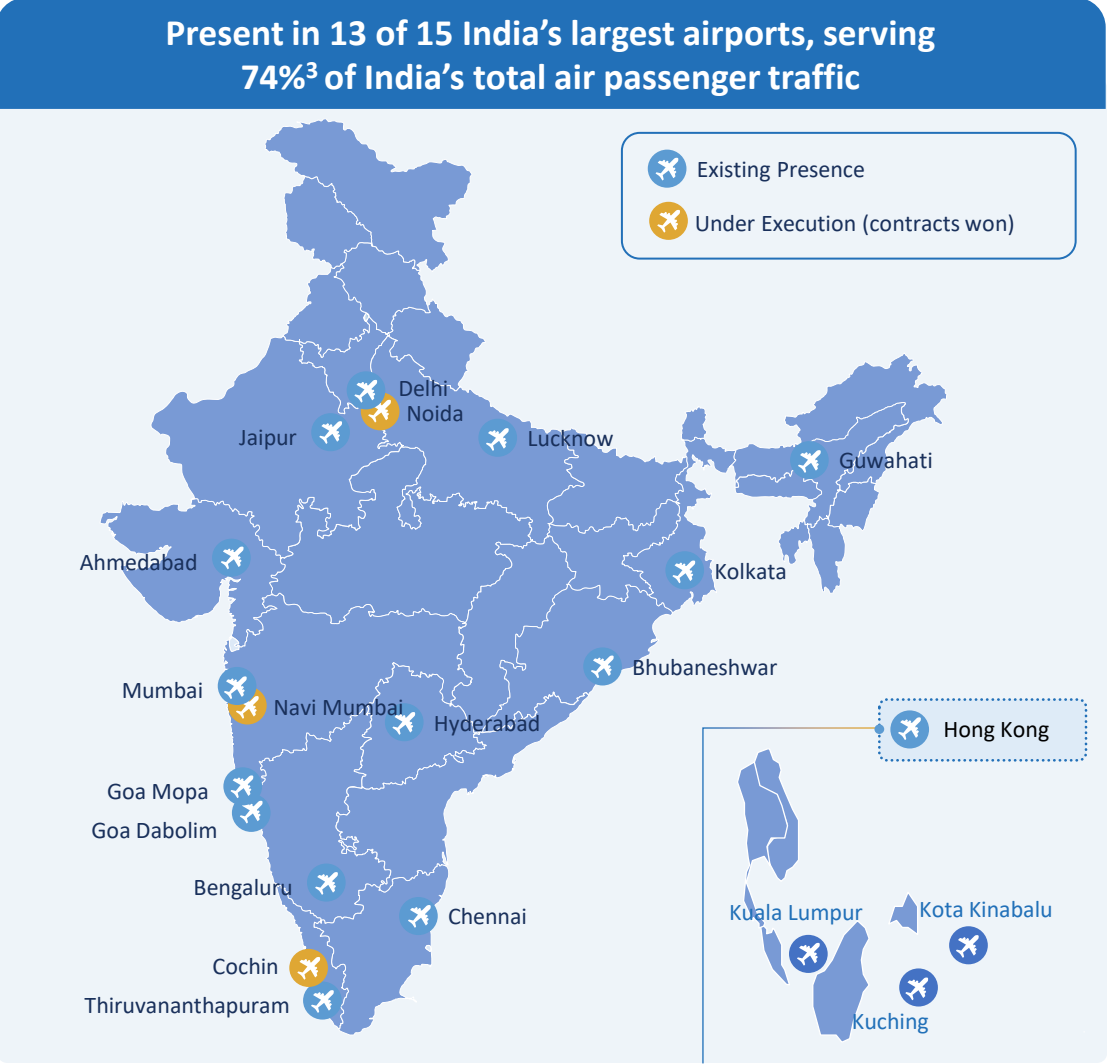 Present in 13 of 15 India’s largest airports, serving
74%³ of India’s total air passenger traffic
Existing Presence
Under Execution (contracts won)
Delhi
Noida
Jaipur
Lucknow
Guwahati
Ahmedabad
Kolkata
Bhubaneshwar
Mumbai
Navi Mumbai
Hyderabad
Hong Kong
Goa Mopa
Goa Dabolim
Bengaluru
Chennai
Kuala Lumpur
Kota Kinabalu
Cochin
Thiruvananthapuram
Kuching